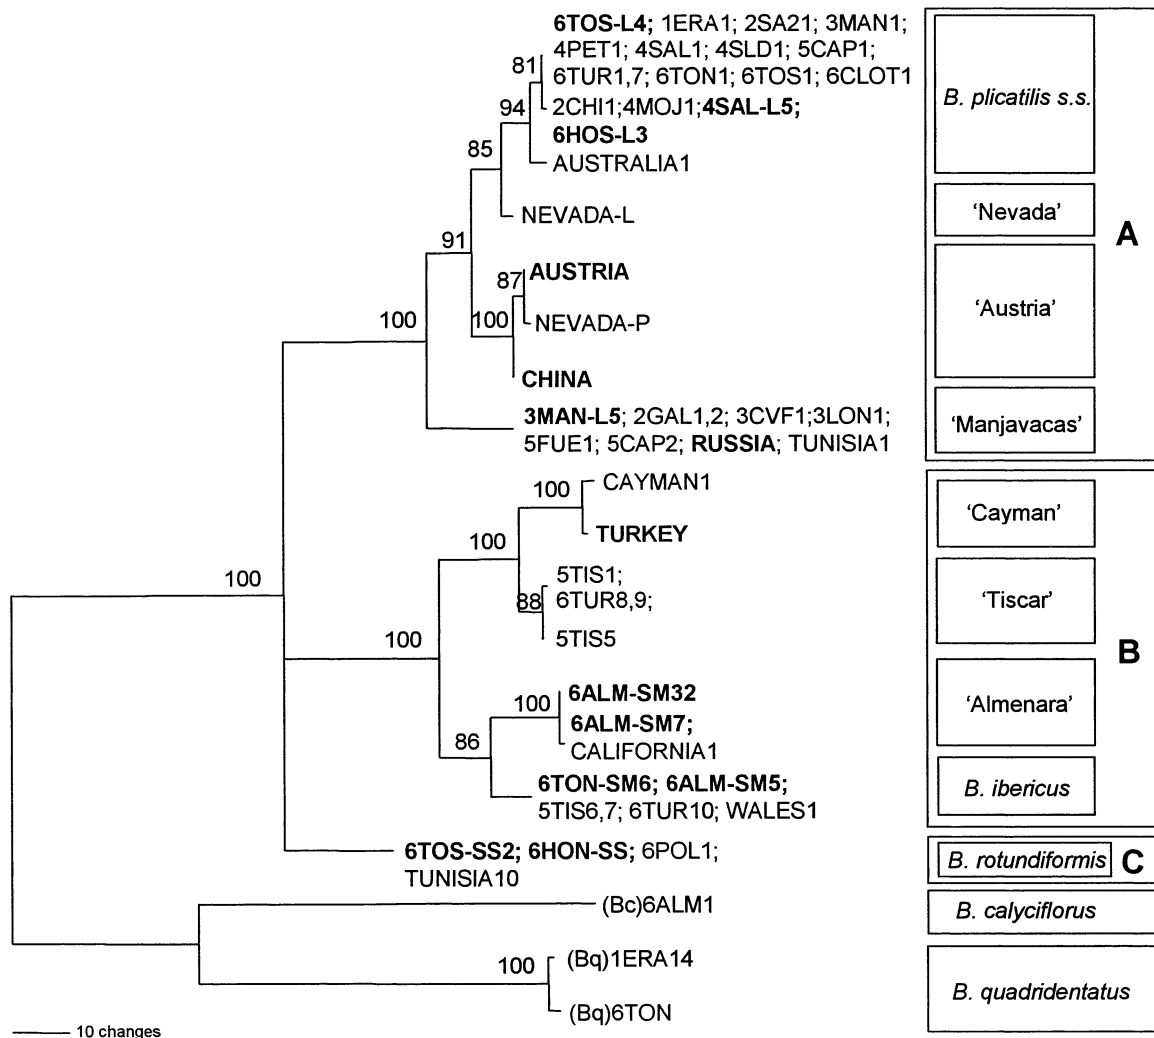 6TOS-L4; 1ERA1; 2SA21; 3MAN1;
4PET1; 4SAL1; 4SLD1; 5CAP1;
6TUR1,7; 6TON1; 6TOS1; 6CLOT1
81
B. plicatilis s.s.
94
2CHI1;4MOJ1;4SAL-L5;
6HOS-L3
85
AUSTRALIA1
NEVADA-L
'Nevada'
A
91
87
AUSTRIA
100
100
NEVADA-P
'Austria'
CHINA
3MAN-L5; 2GAL1,2; 3CVF1;3LON1;
5FUE1; 5CAP2; RUSSIA; TUNISIA1
'Manjavacas'
100
CAYMAN1
'Cayman'
TURKEY
100
5TIS1;
6TUR8,9;
88
5TIS5
'Tiscar'
100
100
B
100
6ALM-SM32
6ALM-SM7;
CALIFORNIA1
'Almenara'
86
6TON-SM6; 6ALM-SM5;
5TIS6,7; 6TUR10; WALES1
B. ibericus
6TOS-SS2; 6HON-SS; 6POL1;
TUNISIA10
B. rotundiformis
C
(Bc)6ALM1
B. calyciflorus
100
(Bq)1ERA14
(Bq)6TON
B. quadridentatus
10 changes